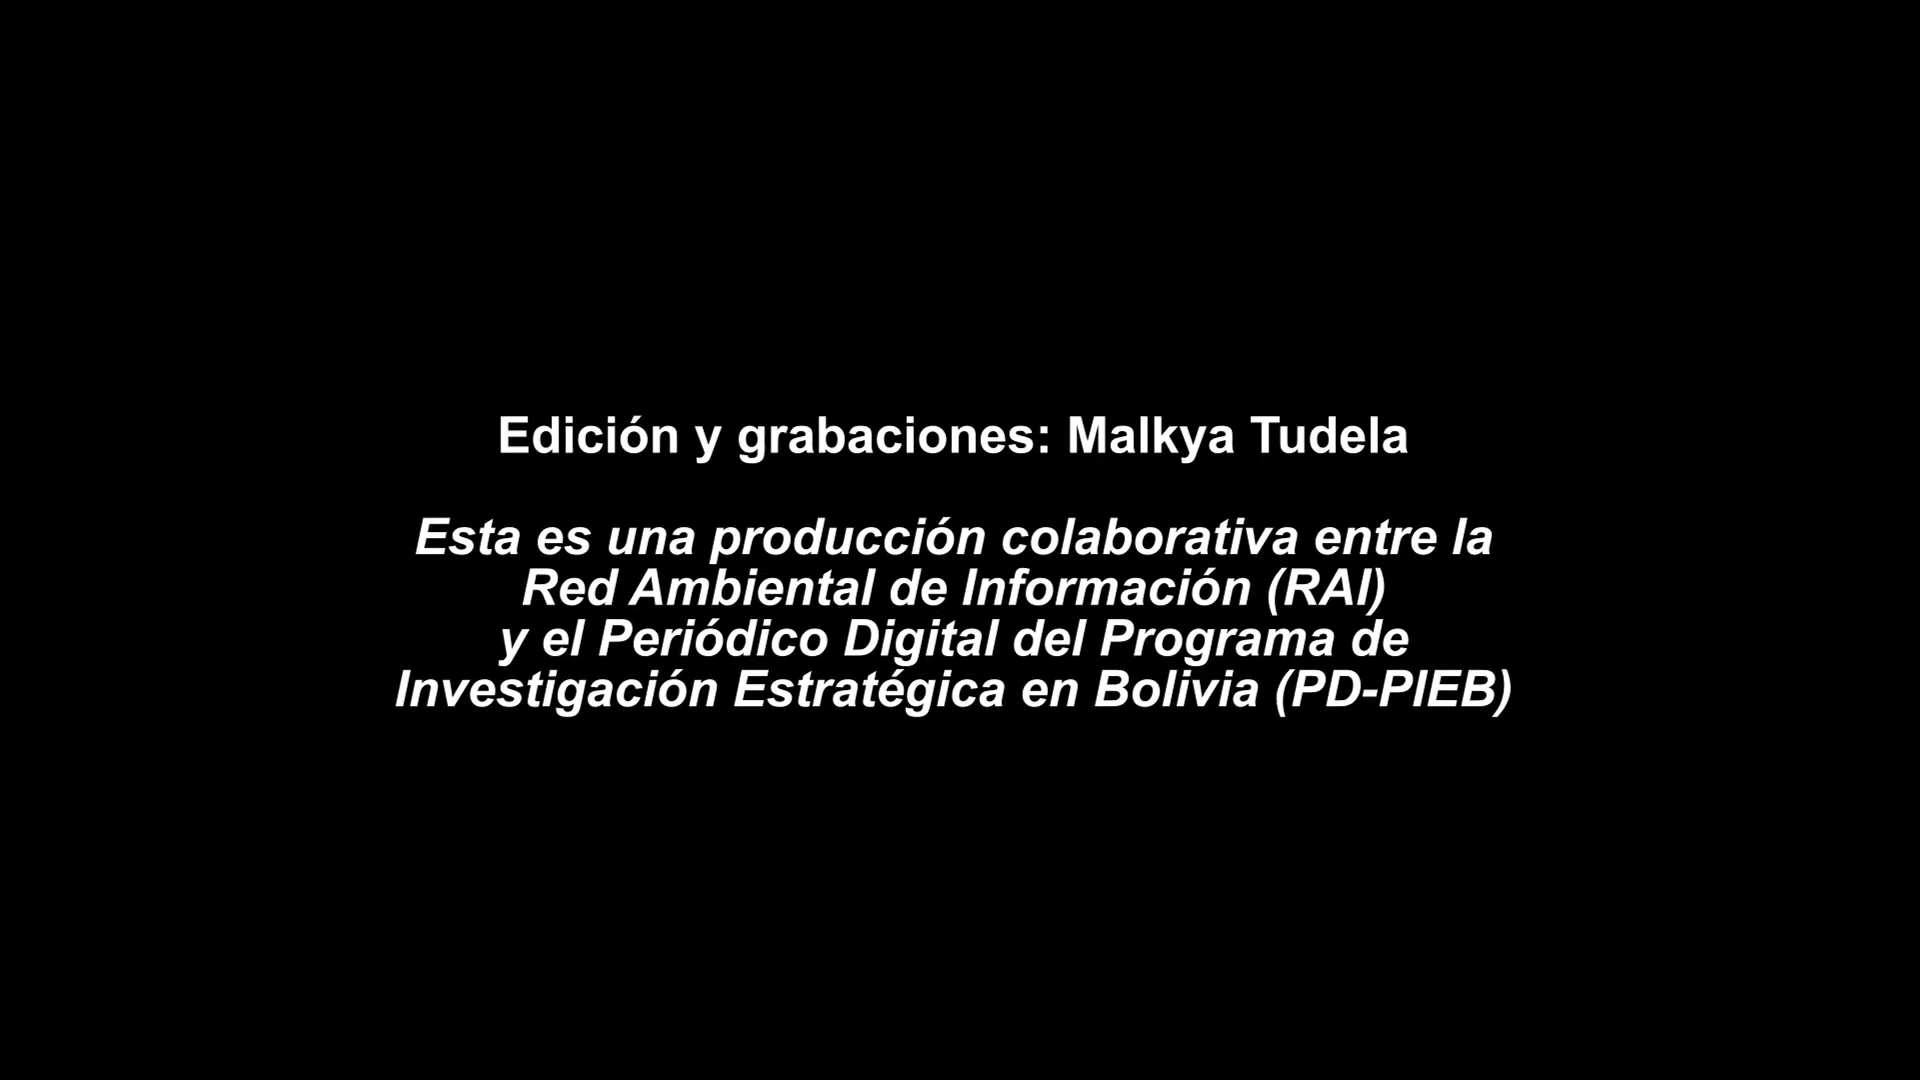 Edición y grabaciones: Malkya Tudela
Esta es una producción colaborativa entre la
Red Ambiental de Información (RAI)
y el Periódico Digital del Programa de
Investigación Estratégica en Bolivia (PD-PIEB)